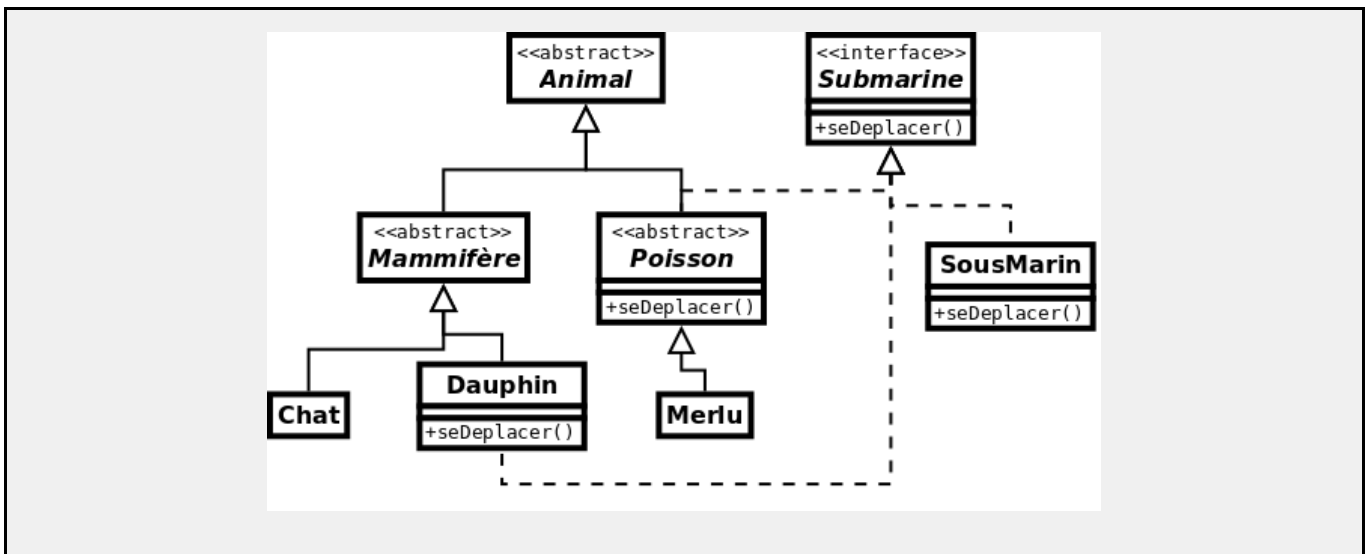 <<abstract>>
Animal
<<interface>>
Submarine
+seDeplacer()
<<abstract>>
Mammifère
<<abstract>>
Poisson
+seDeplacer()
SousMarin
+seDeplacer()
Chat
Dauphin
+seDeplacer()
Merlu